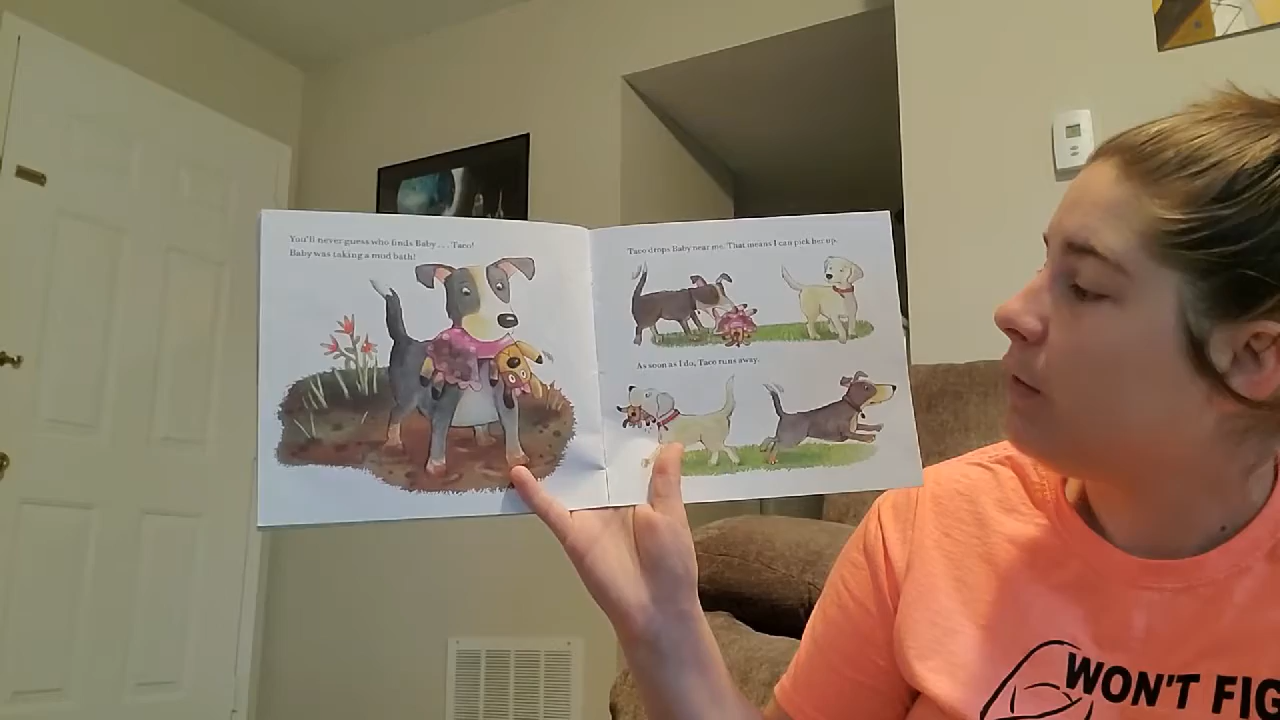 You'll never guess who finds Baby . . . Taco!
Baby was taking a mud bath!
Taco drops Baby near me. That means I can pick her up.
As soon as I do, Taco runs away.
WON'T FIG